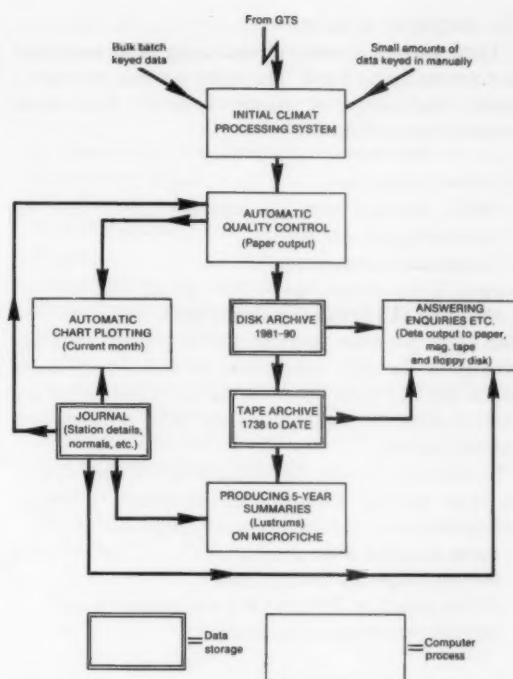 From GTS
Bulk batch
keyed data
Small amounts of
data keyed in manually
INITIAL CLIMAT
PROCESSING SYSTEM
AUTOMATIC
QUALITY CONTROL
(Paper output)
AUTOMATIC
CHART PLOTTING
(Current month)
DISK ARCHIVE
1981–90
ANSWERING
ENQUIRIES ETC.
(Data output to paper,
mag. tape
and floppy disk)
JOURNAL
(Station details,
normals, etc.)
TAPE ARCHIVE
1738 to DATE
PRODUCING 5-YEAR
SUMMARIES
(Lustrums)
ON MICROFICHE
= Data
storage
= Computer
process